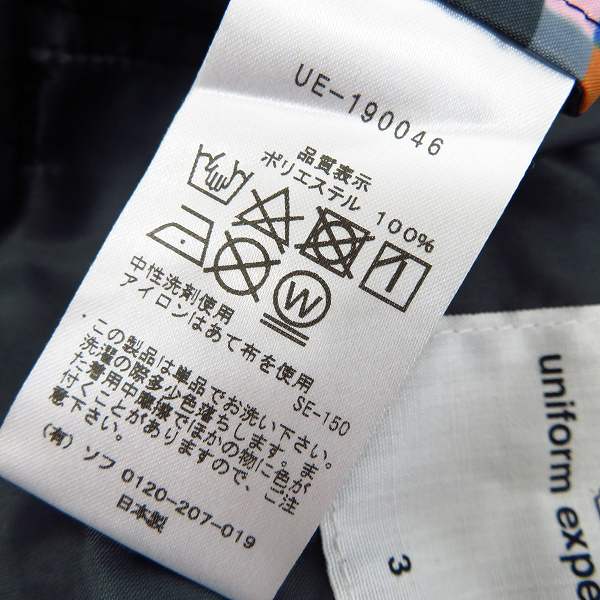 UE-190046
品質表示
ポリエステル 100%
W
中性洗剤使用
アイロンはあて布を使用
SE-150
・この製品は単品でお洗い下さい。
洗濯の際多少色落ちします。ま
た着用中摩擦でほかの物に色が
付くことがありますが、ご注
意下さい。
(有) ソフ 0120-207-019
日本製
uniform expe
3